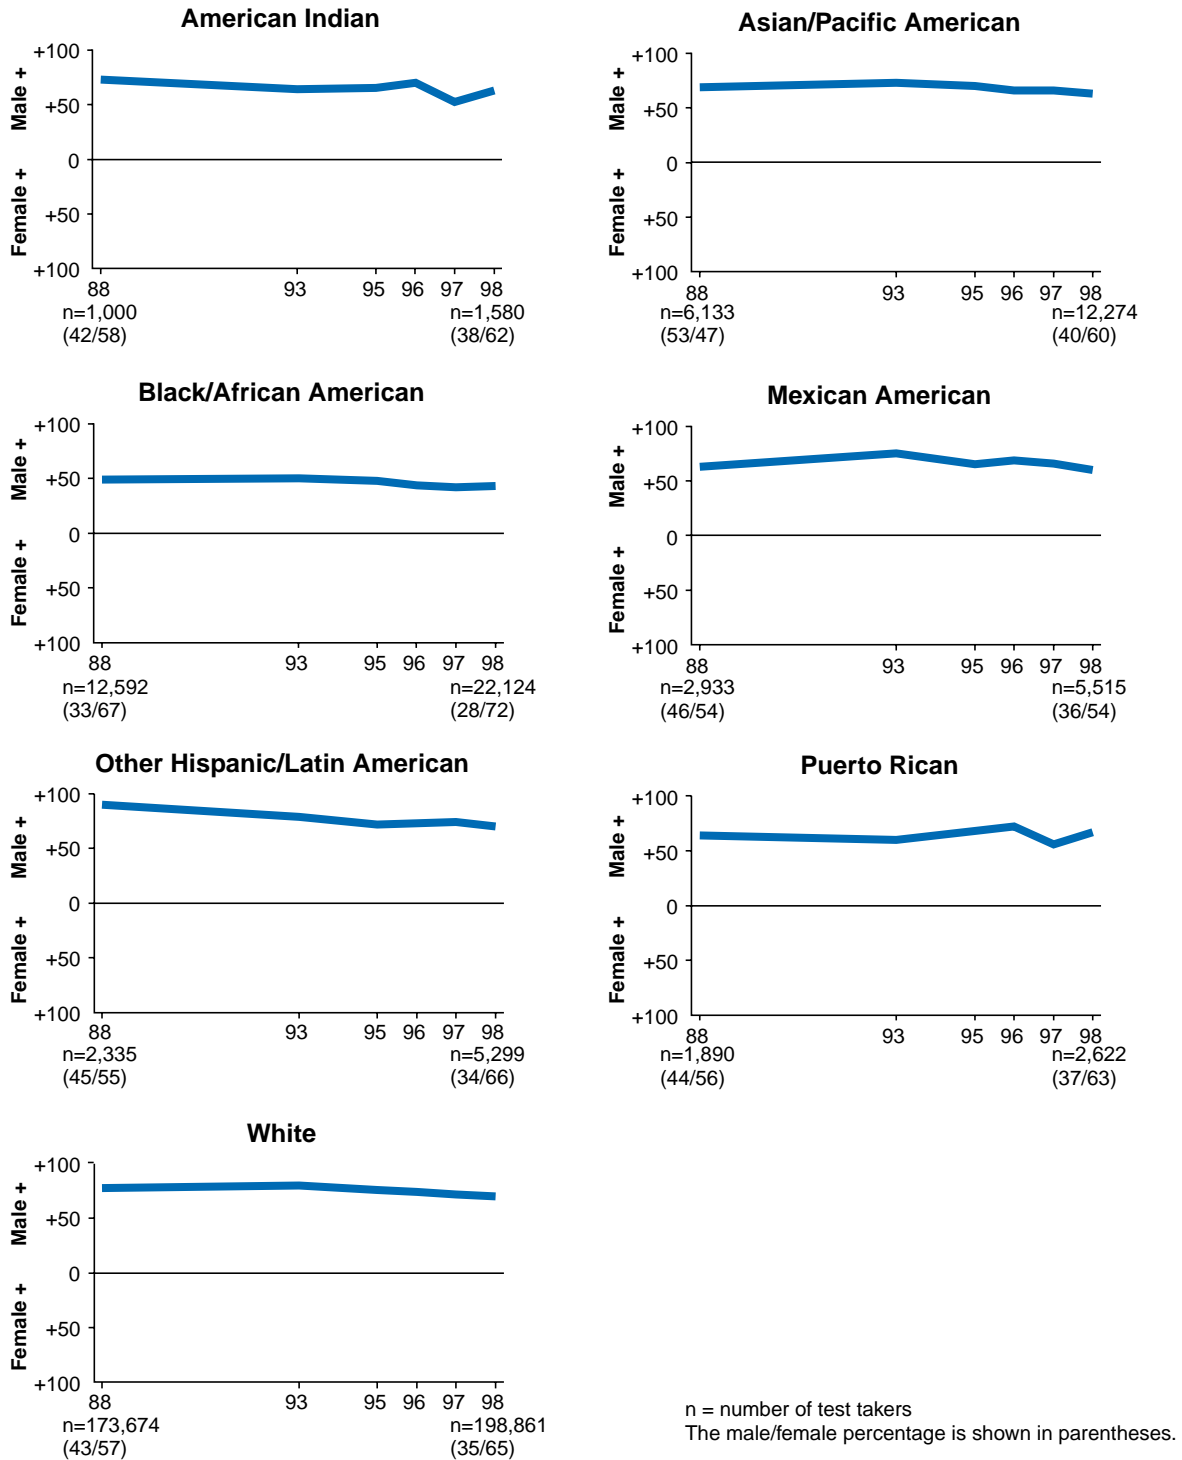 American Indian
+100
+50
0
+50
+100
Male +
Female +
88 93 95 96 97 98
n=1,000 n=1,580
(42/58) (38/62)
Asian/Pacific American
+100
+50
0
+50
+100
Male +
Female +
88 93 95 96 97 98
n=6,133 n=12,274
(53/47) (40/60)
Black/African American
+100
+50
0
+50
+100
Male +
Female +
88 93 95 96 97 98
n=12,592 n=22,124
(33/67) (28/72)
Mexican American
+100
+50
0
+50
+100
Male +
Female +
88 93 95 96 97 98
n=2,933 n=5,515
(46/54) (36/54)
Other Hispanic/Latin American
+100
+50
0
+50
+100
Male +
Female +
88 93 95 96 97 98
n=2,335 n=5,299
(45/55) (34/66)
Puerto Rican
+100
+50
0
+50
+100
Male +
Female +
88 93 95 96 97 98
n=1,890 n=2,622
(44/56) (37/63)
White
+100
+50
0
+50
+100
Male +
Female +
88 93 95 96 97 98
n=173,674 n=198,861
(43/57) (35/65)
n = number of test takers
The male/female percentage is shown in parentheses.